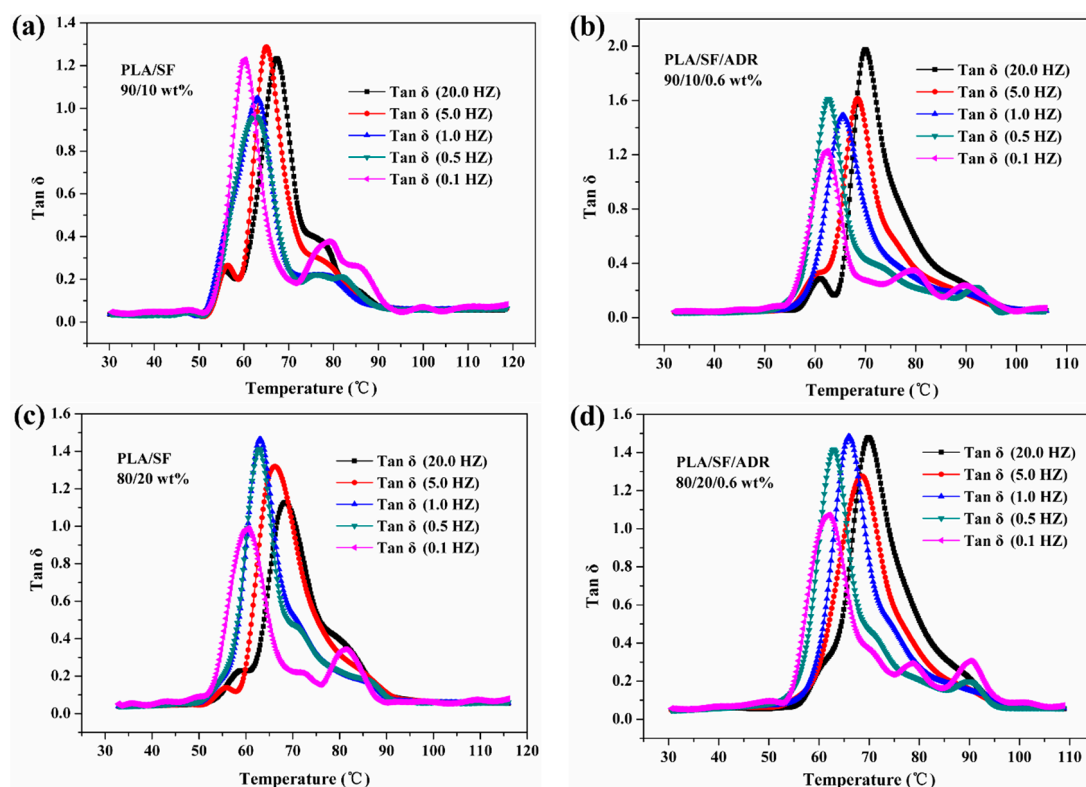 (a)
PLA/SF
90/10 wt%
Tan δ (20.0 HZ)
Tan δ (5.0 HZ)
Tan δ (1.0 HZ)
Tan δ (0.5 HZ)
Tan δ (0.1 HZ)
Tan δ
1.4
1.2
1.0
0.8
0.6
0.4
0.2
0.0
30 40 50 60 70 80 90 100 110 120
Temperature (℃)
(b)
PLA/SF/ADR
90/10/0.6 wt%
Tan δ (20.0 HZ)
Tan δ (5.0 HZ)
Tan δ (1.0 HZ)
Tan δ (0.5 HZ)
Tan δ (0.1 HZ)
Tan δ
2.0
1.6
1.2
0.8
0.4
0.0
30 40 50 60 70 80 90 100 110
Temperature (℃)
(c)
PLA/SF
80/20 wt%
Tan δ (20.0 HZ)
Tan δ (5.0 HZ)
Tan δ (1.0 HZ)
Tan δ (0.5 HZ)
Tan δ (0.1 HZ)
Tan δ
1.6
1.4
1.2
1.0
0.8
0.6
0.4
0.2
0.0
30 40 50 60 70 80 90 100 110 120
Temperature (℃)
(d)
PLA/SF/ADR
80/20/0.6 wt%
Tan δ (20.0 HZ)
Tan δ (5.0 HZ)
Tan δ (1.0 HZ)
Tan δ (0.5 HZ)
Tan δ (0.1 HZ)
Tan δ
1.6
1.4
1.2
1.0
0.8
0.6
0.4
0.2
0.0
30 40 50 60 70 80 90 100 110
Temperature (℃)